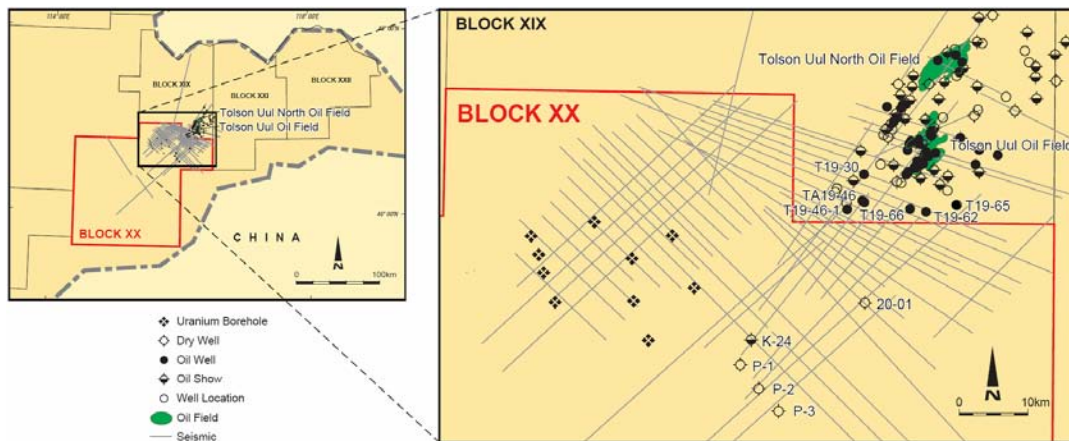 114°00'E
BLOCK XIX
BLOCK XXI
BLOCK XXII
Tolson Uul North Oil Field
Tolson Uul Oil Field
BLOCK XX
CHINA
N
0 100km
Uranium Borehole
Dry Well
Oil Well
Oil Show
Well Location
Oil Field
Seismic
BLOCK XIX
Tolson Uul North Oil Field
BLOCK XX
Tolson Uul Oil Field
T19-30
TA19-46
T19-46-1
T19-66
T19-62
T19-65
20-01
K-24
P-1
P-2
P-3
N
0 10km